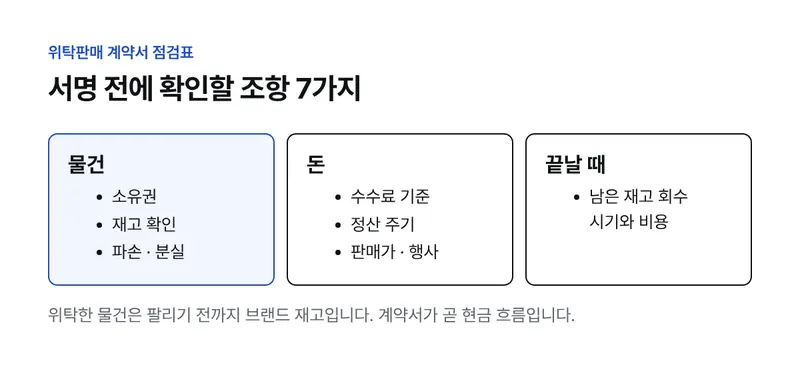 위탁판매 계약서 점검표
서명 전에 확인할 조항 7가지
물건
• 소유권
• 재고 확인
• 파손 · 분실
돈
• 수수료 기준
• 정산 주기
• 판매가 · 행사
끝날 때
• 남은 재고 회수
시기와 비용
위탁한 물건은 팔리기 전까지 브랜드 재고입니다. 계약서가 곧 현금 흐름입니다.